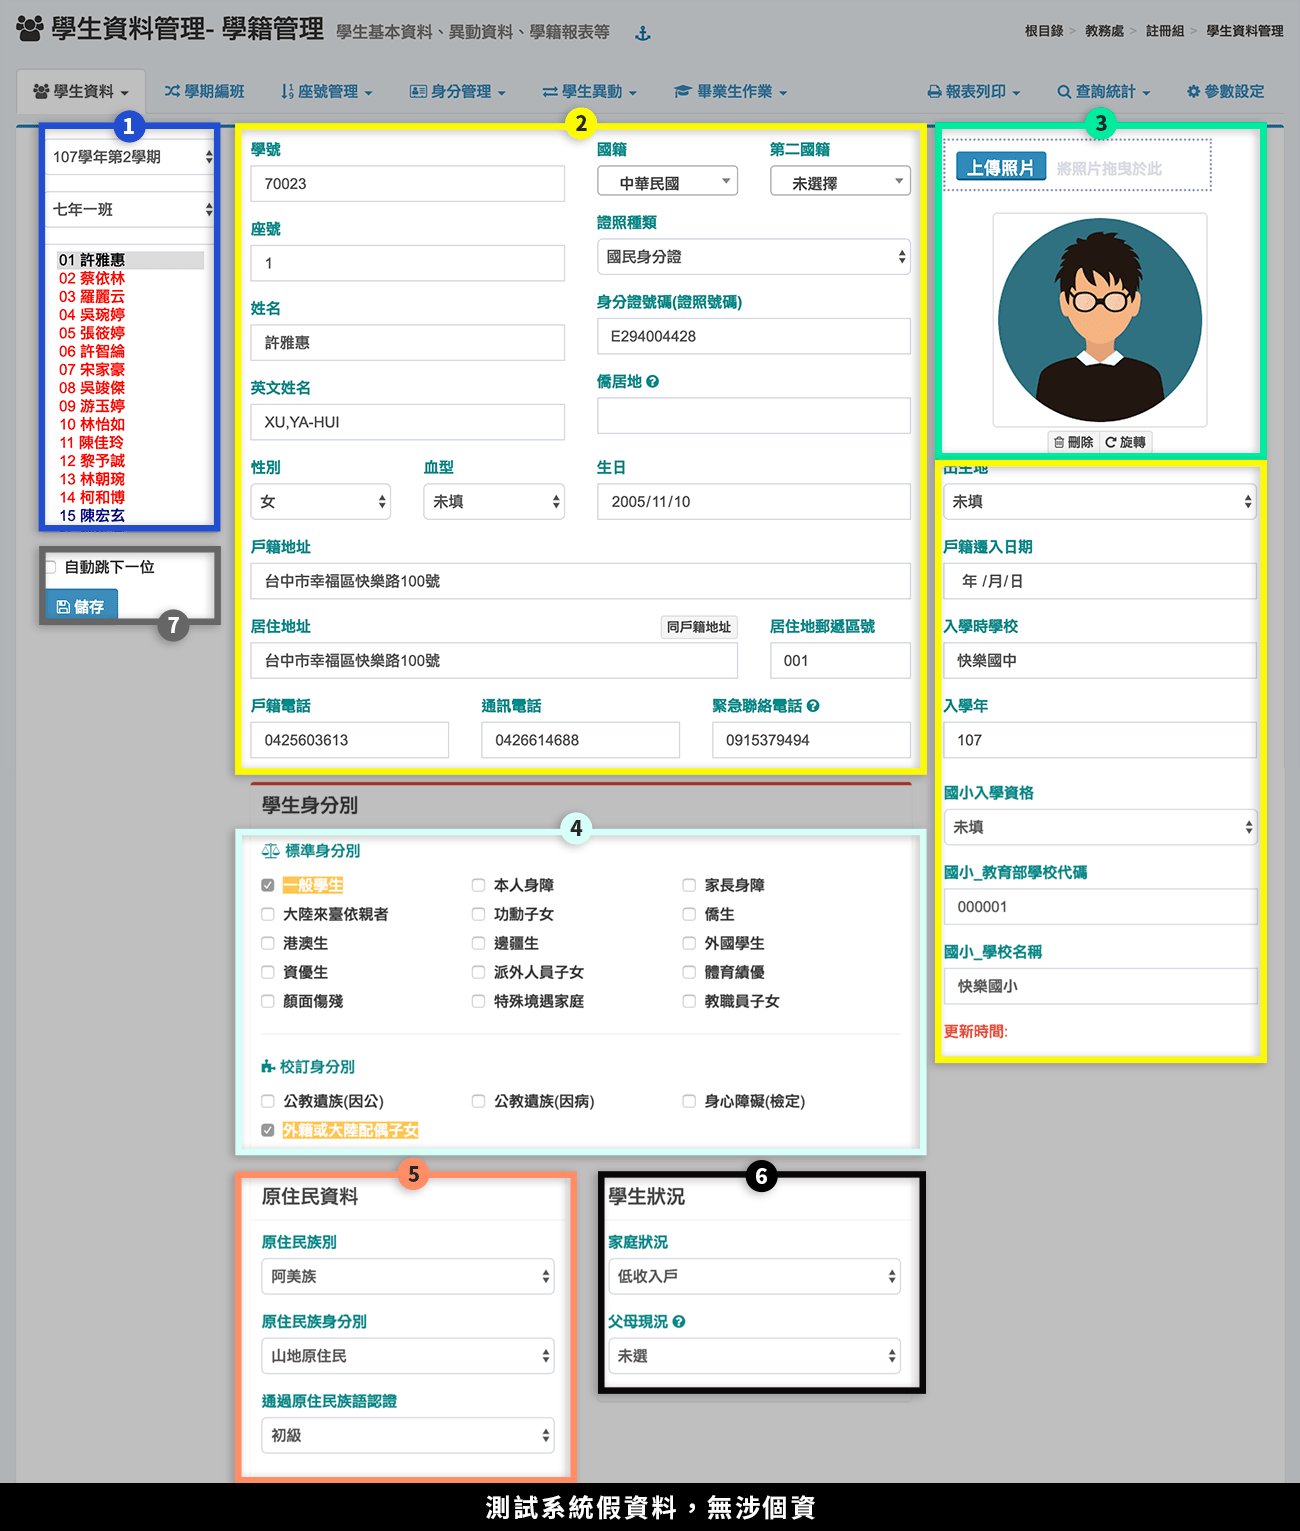 學生資料管理- 學籍管理 學生基本資料、異動資料、學籍報表等
根目錄 > 教務處 > 註冊組 > 學生資料管理
學生資料 學期編班 座號管理 身分管理 學生異動 畢業生作業 報表列印 查詢統計 參數設定
1
107學年第2學期
七年一班
01 許雅惠
02 蔡依林
03 羅麗云
04 吳琬婷
05 張筱婷
06 許智綸
07 宋家豪
08 吳竣傑
09 游玉婷
10 林怡如
11 陳佳玲
12 黎予誠
13 林朝琬
14 柯和博
15 陳宏玄
自動跳下一位
儲存
7
2
學號
70023
國籍
中華民國
第二國籍
未選擇
座號
1
證照種類
國民身分證
姓名
許雅惠
身分證號碼(證照號碼)
E294004428
英文姓名
XU,YA-HUI
僑居地
性別
女
血型
未填
生日
2005/11/10
戶籍地址
台中市幸福區快樂路100號
居住地址
同戶籍地址
台中市幸福區快樂路100號
居住地郵遞區號
001
戶籍電話
0425603613
通訊電話
0426614688
緊急聯絡電話
0915379494
3
上傳照片 將照片拖曳於此
刪除 旋轉
出生地
未填
戶籍遷入日期
年 /月/日
入學時學校
快樂國中
入學年
107
國小入學資格
未填
國小_教育部學校代碼
000001
國小_學校名稱
快樂國小
更新時間:
學生身分別
4
標準身分別
一般學生 本人身障 家長身障
大陸來臺依親者 功勳子女 僑生
港澳生 邊疆生 外國學生
資優生 派外人員子女 體育績優
顏面傷殘 特殊境遇家庭 教職員子女
校訂身分別
公教遺族(因公) 公教遺族(因病) 身心障礙(檢定)
外籍或大陸配偶子女
5
原住民資料
原住民族別
阿美族
原住民族身分別
山地原住民
通過原住民族語認證
初級
6
學生狀況
家庭狀況
低收入戶
父母現況
未選
測試系統假資料，無涉個資